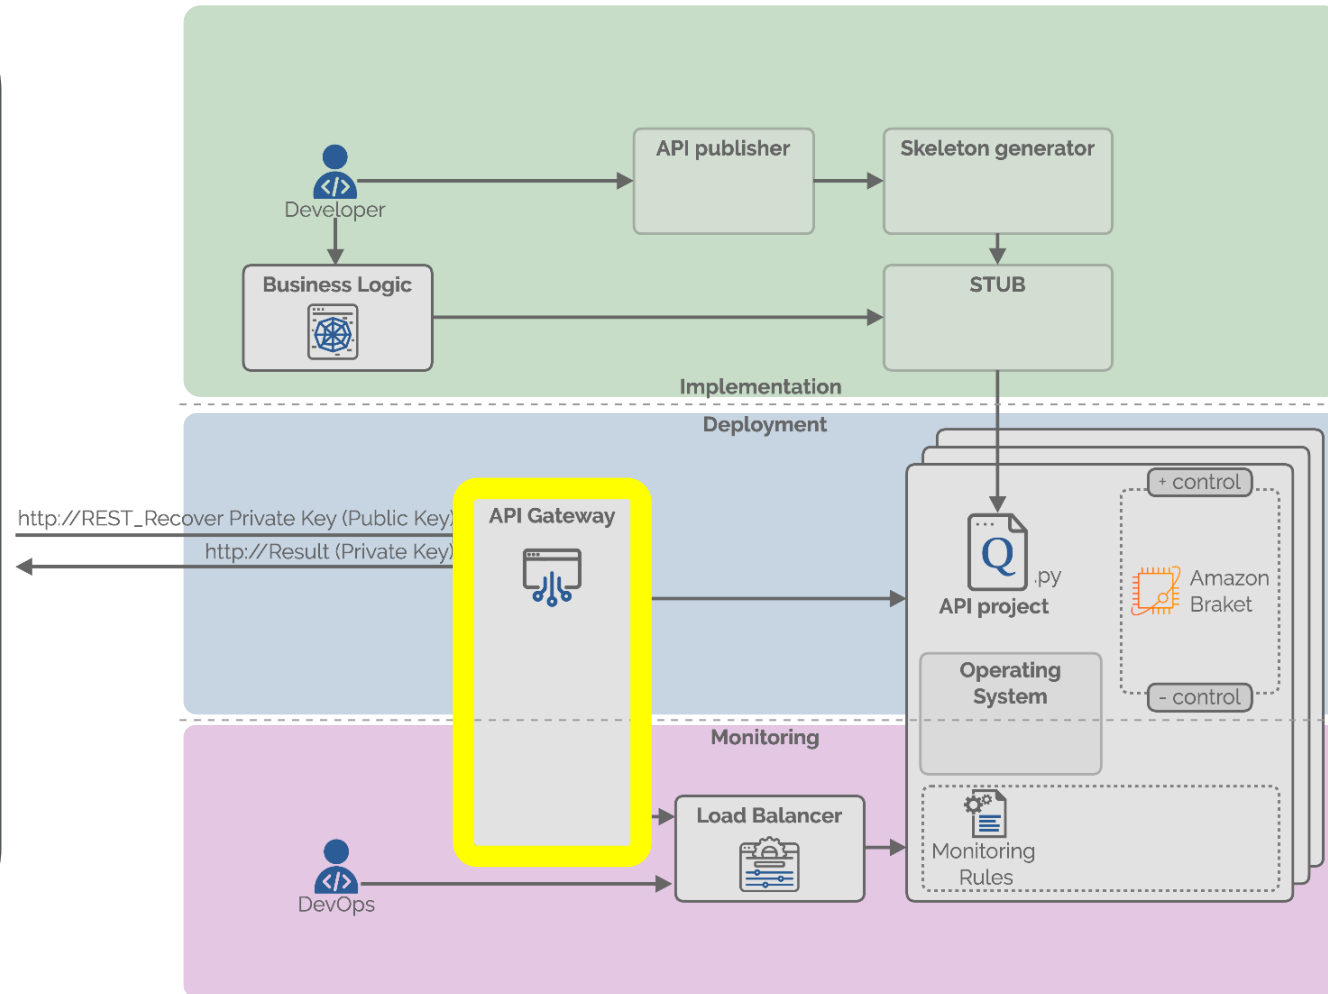 API publisher
Skeleton generator
</>
Developer
Business Logic
STUB
Implementation
Deployment
+ control
http://REST_Recover Private Key (Public Key)
API Gateway
http://Result (Private Key)
Q
.py
API project
Amazon
Braket
Operating
System
- control
Monitoring
Load Balancer
Monitoring
Rules
</>
DevOps